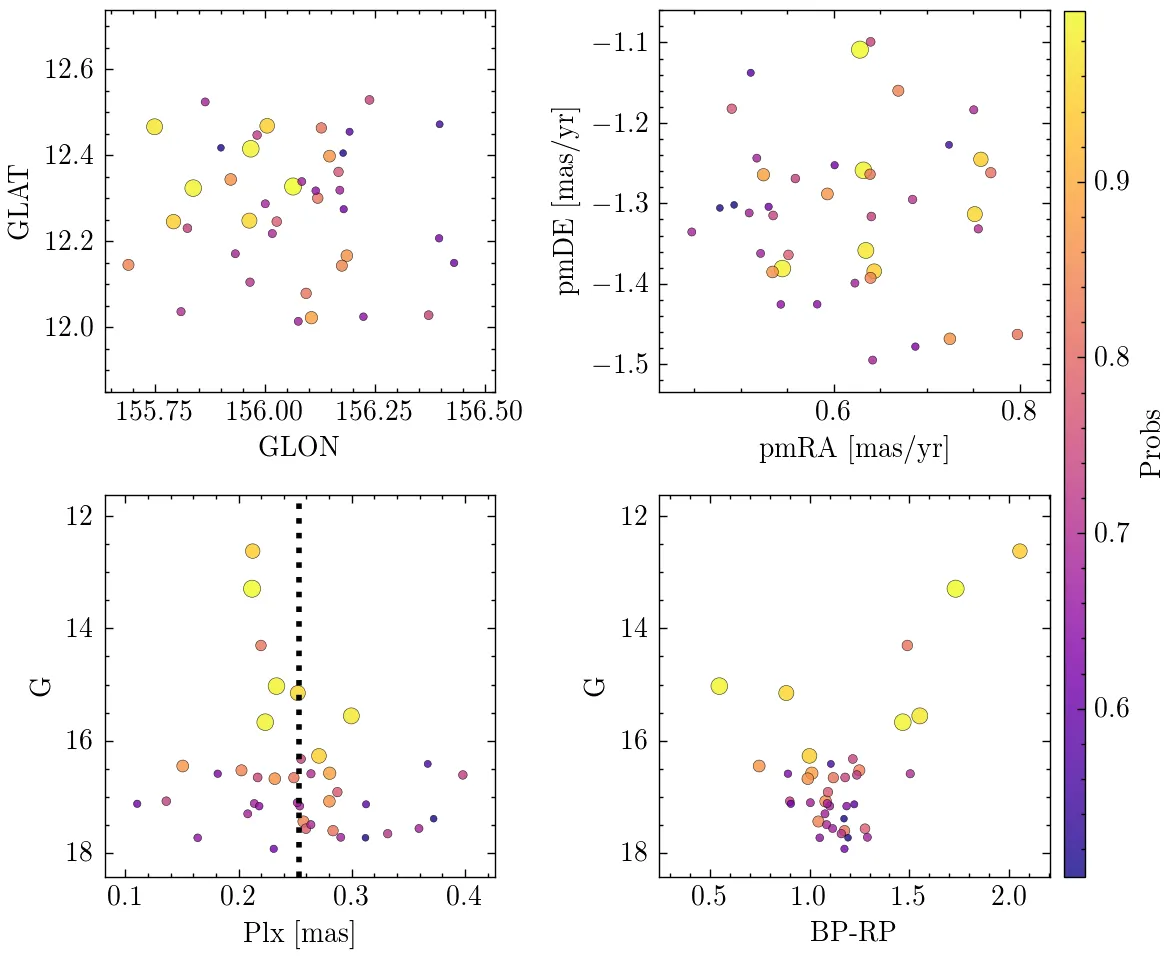 12.6
12.4
12.2
12.0
GLAT
155.75 156.00 156.25 156.50
GLON
−1.1
−1.2
−1.3
−1.4
−1.5
pmDE [mas/yr]
0.6 0.8
pmRA [mas/yr]
12
14
16
18
G
0.1 0.2 0.3 0.4
Plx [mas]
12
14
16
18
G
0.5 1.0 1.5 2.0
BP-RP
0.9
0.8
0.7
0.6
Probs